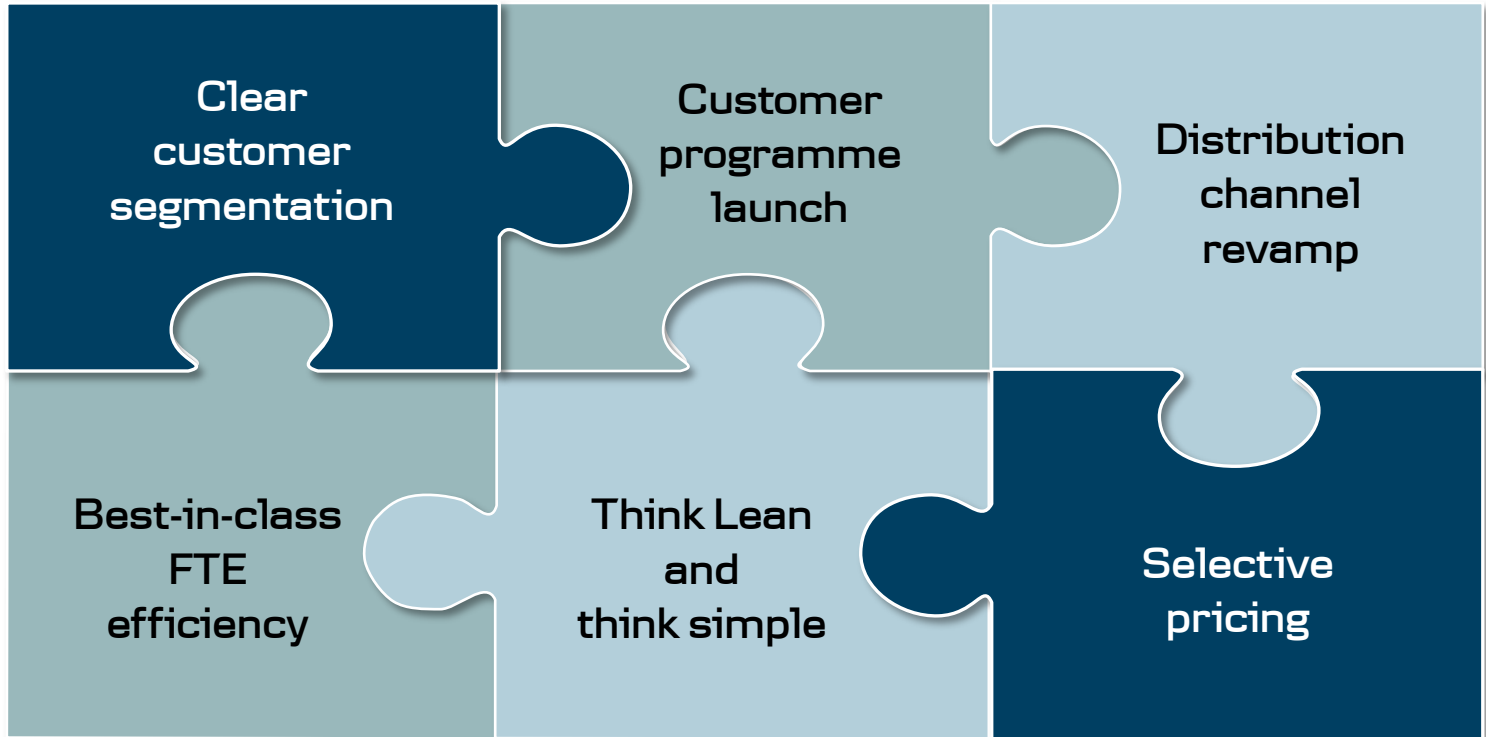 Clear
customer
segmentation
Customer
programme
launch
Distribution
channel
revamp
Best-in-class
FTE
efficiency
Think Lean
and
think simple
Selective
pricing